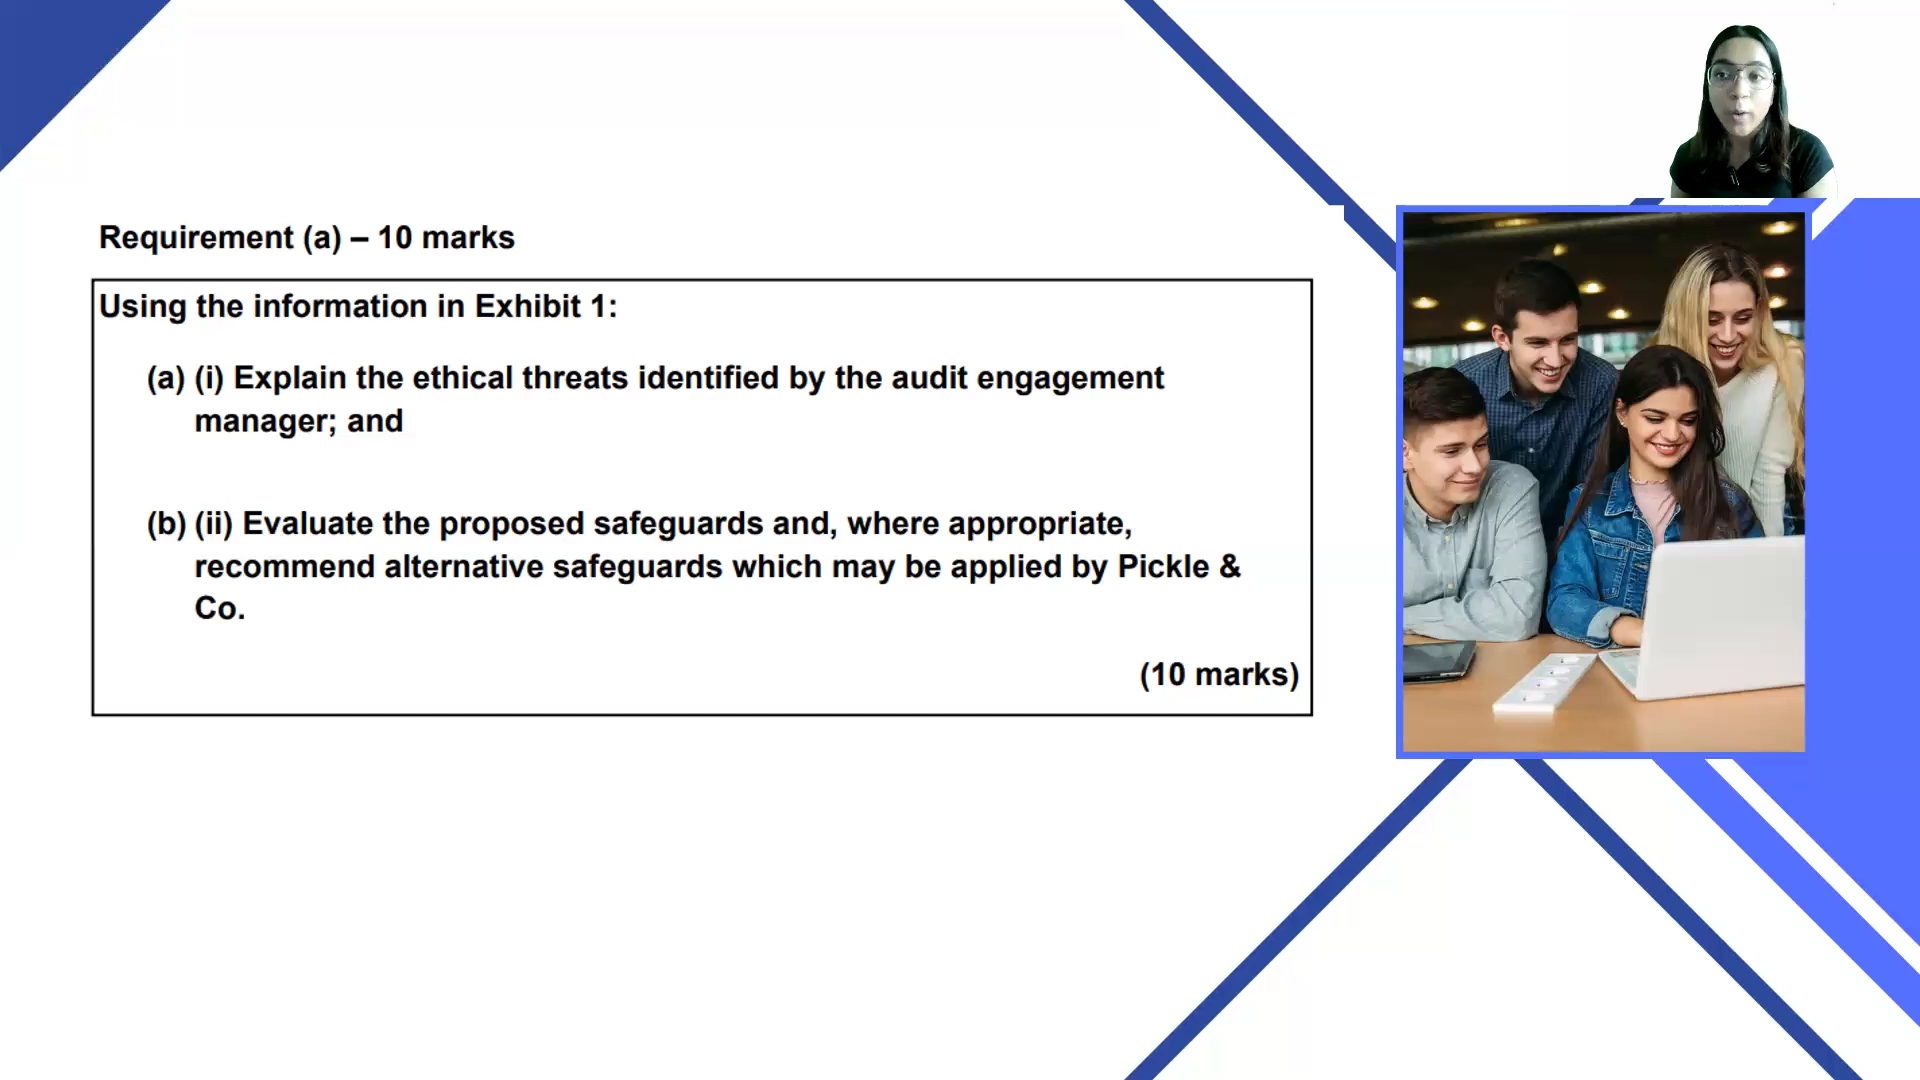 Requirement (a) – 10 marks
Using the information in Exhibit 1:
(a) (i) Explain the ethical threats identified by the audit engagement
manager; and
(b) (ii) Evaluate the proposed safeguards and, where appropriate,
recommend alternative safeguards which may be applied by Pickle &
Co.
(10 marks)